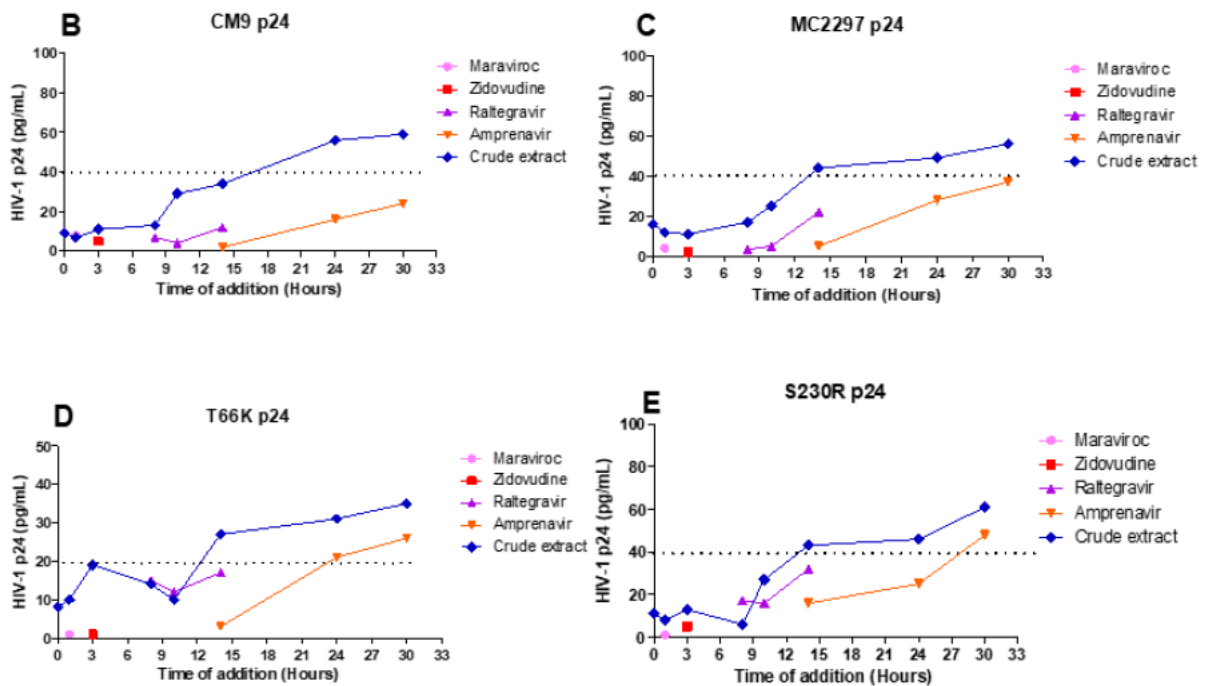 B
CM9 p24
HIV-1 p24 (pg/mL)
100
80
60
40
20
0
0 3 6 9 12 15 18 21 24 27 30 33
Time of addition (Hours)
Maraviroc
Zidovudine
Raltegravir
Amprenavir
Crude extract
C
MC2297 p24
HIV-1 p24 (pg/mL)
100
80
60
40
20
0
0 3 6 9 12 15 18 21 24 27 30 33
Time of addition (Hours)
Maraviroc
Zidovudine
Raltegravir
Amprenavir
Crude extract
D
T66K p24
HIV-1 p24 (pg/mL)
50
40
30
20
10
0
0 3 6 9 12 15 18 21 24 27 30 33
Time of addition (Hours)
Maraviroc
Zidovudine
Raltegravir
Amprenavir
Crude extract
E
S230R p24
HIV-1 p24 (pg/mL)
100
80
60
40
20
0
0 3 6 9 12 15 18 21 24 27 30 33
Time of addition (Hours)
Maraviroc
Zidovudine
Raltegravir
Amprenavir
Crude extract